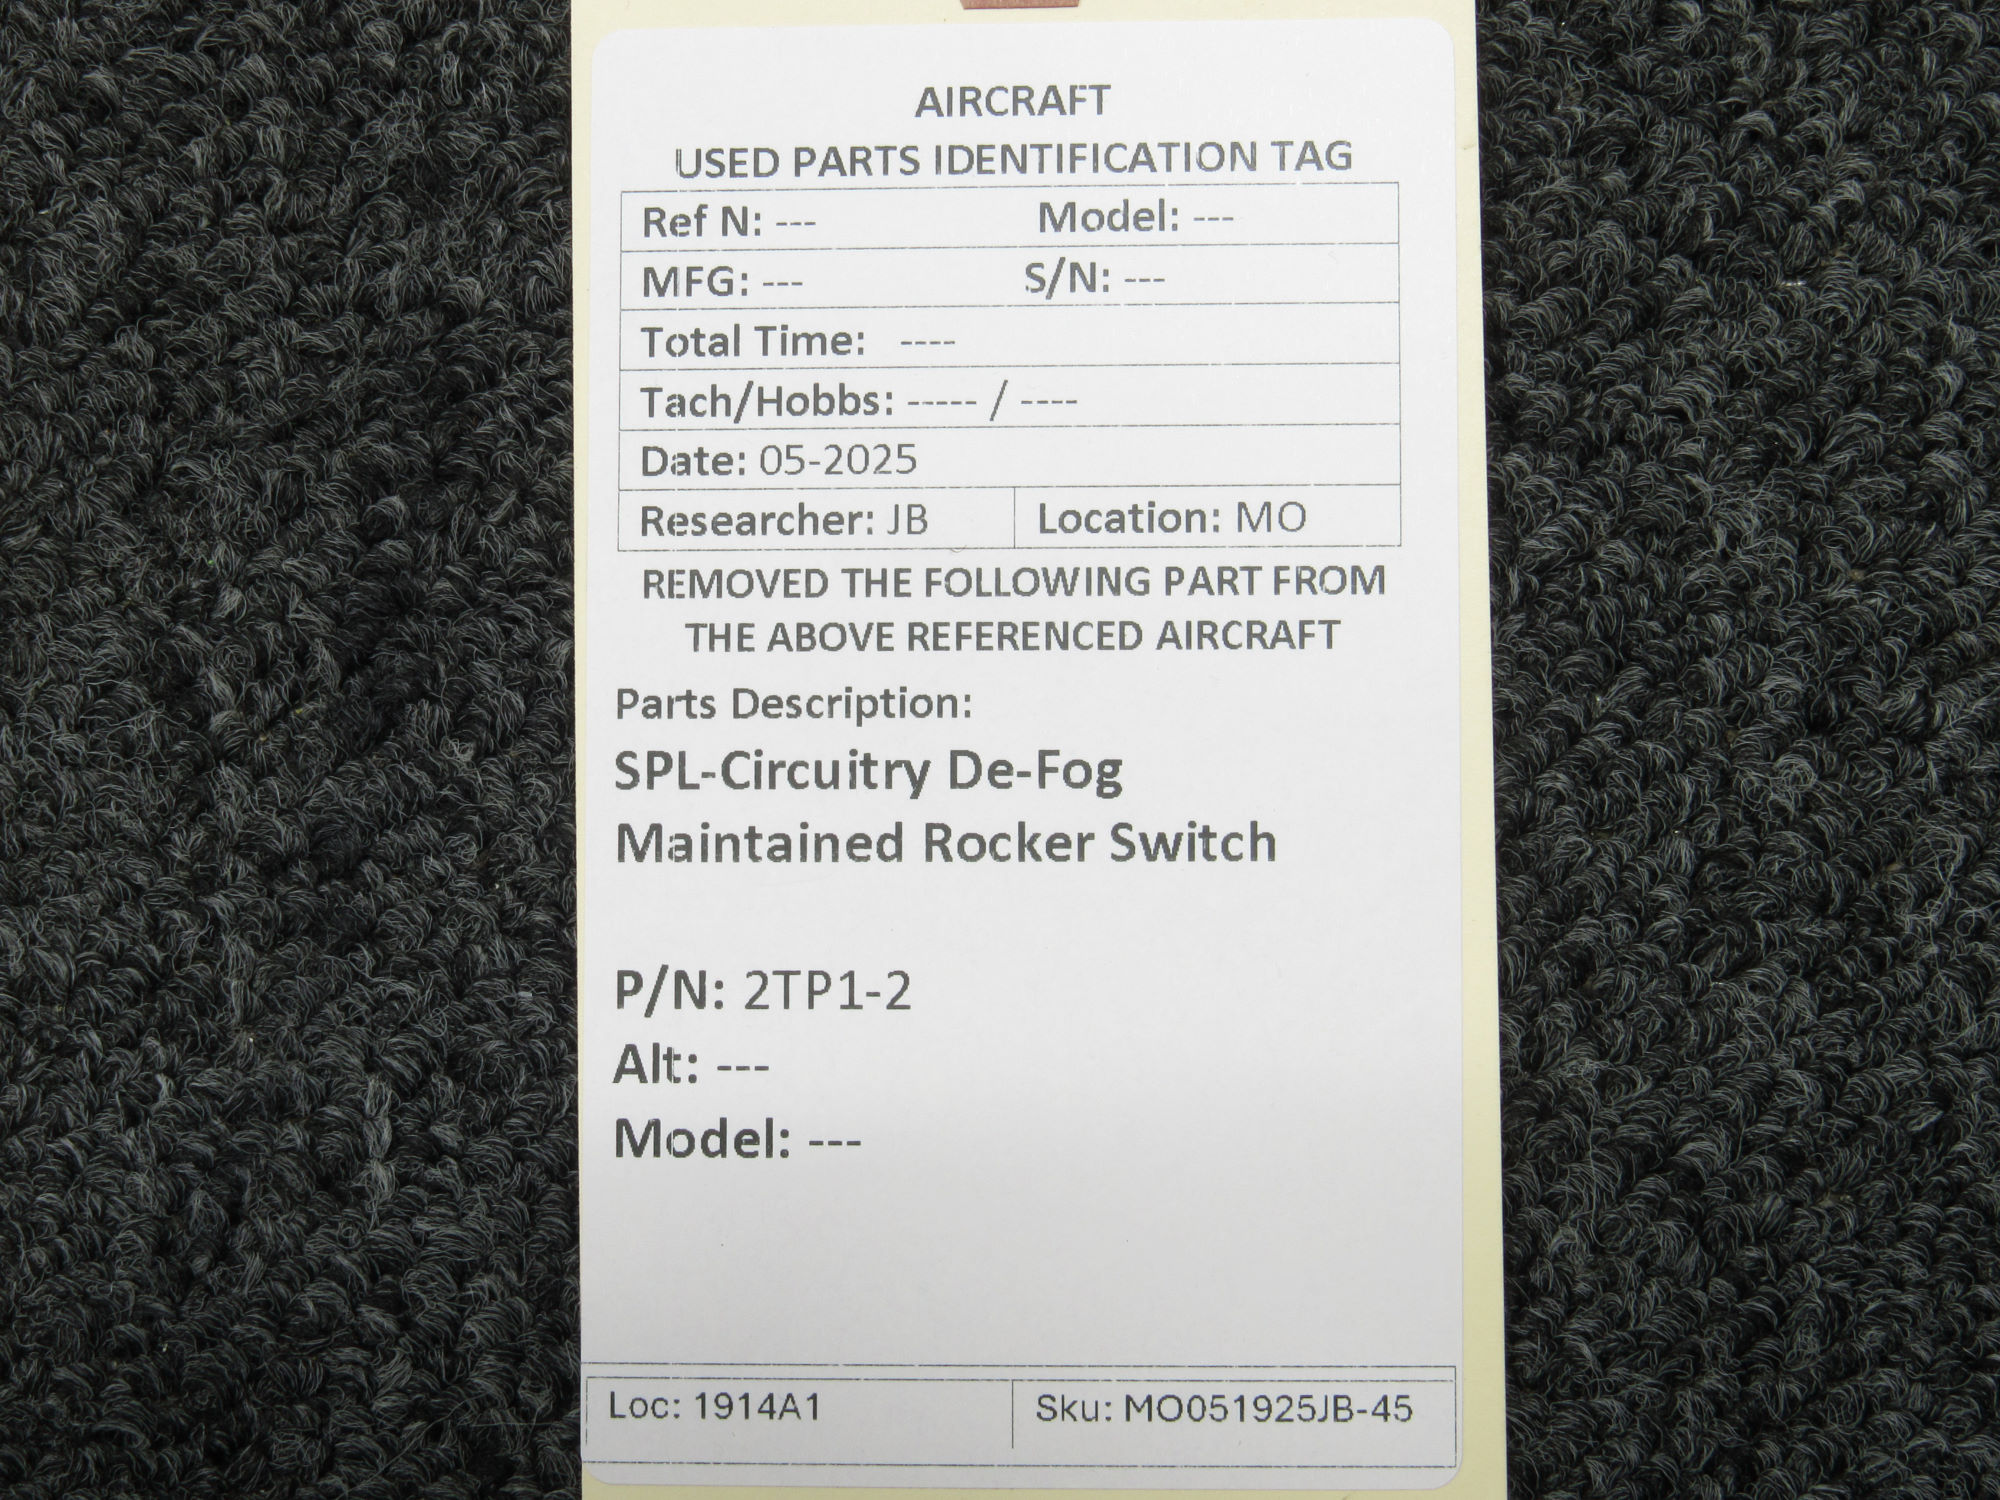 AIRCRAFT
USED PARTS IDENTIFICATION TAG
Ref N: --- Model: ---
MFG: --- S/N: ---
Total Time: ----
Tach/Hobbs: ----- / ----
Date: 05-2025
Researcher: JB Location: MO
REMOVED THE FOLLOWING PART FROM
THE ABOVE REFERENCED AIRCRAFT
Parts Description:
SPL-Circuitry De-Fog
Maintained Rocker Switch
P/N: 2TP1-2
Alt: ---
Model: ---
Loc: 1914A1 Sku: MO051925JB-45